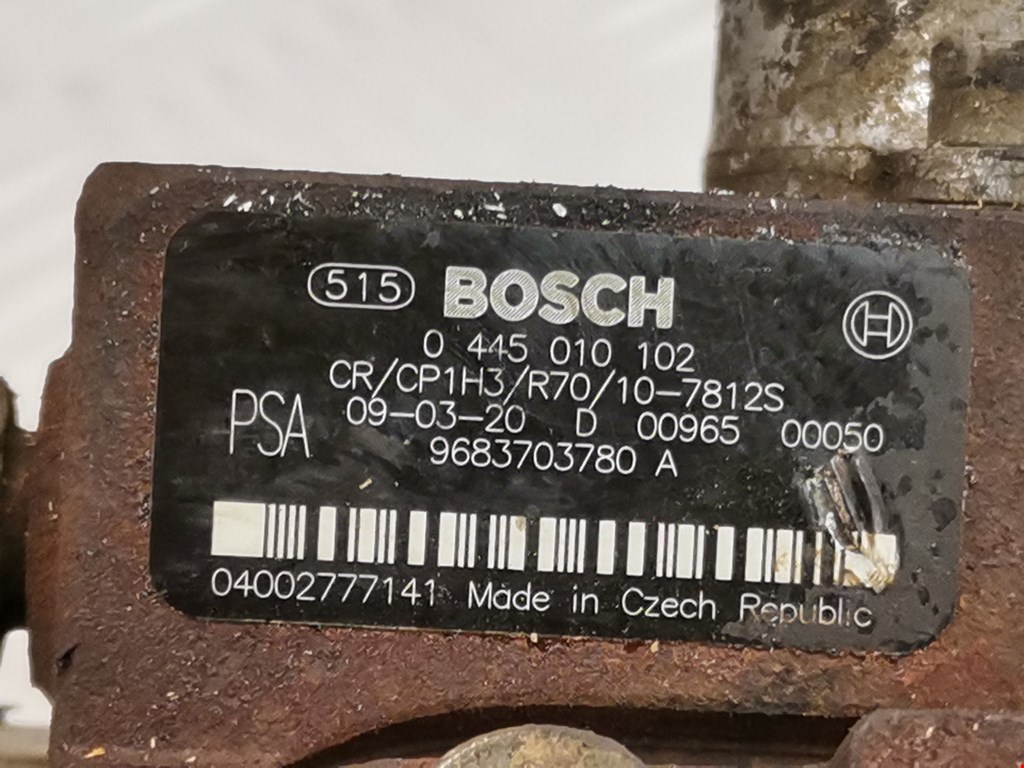 515 BOSCH
0 445 010 102
CR/CP1H3/R70/10-7812S
PSA 09-03-20 D 00965 00050
9683703780 A
04002777141 Made in Czech Republic